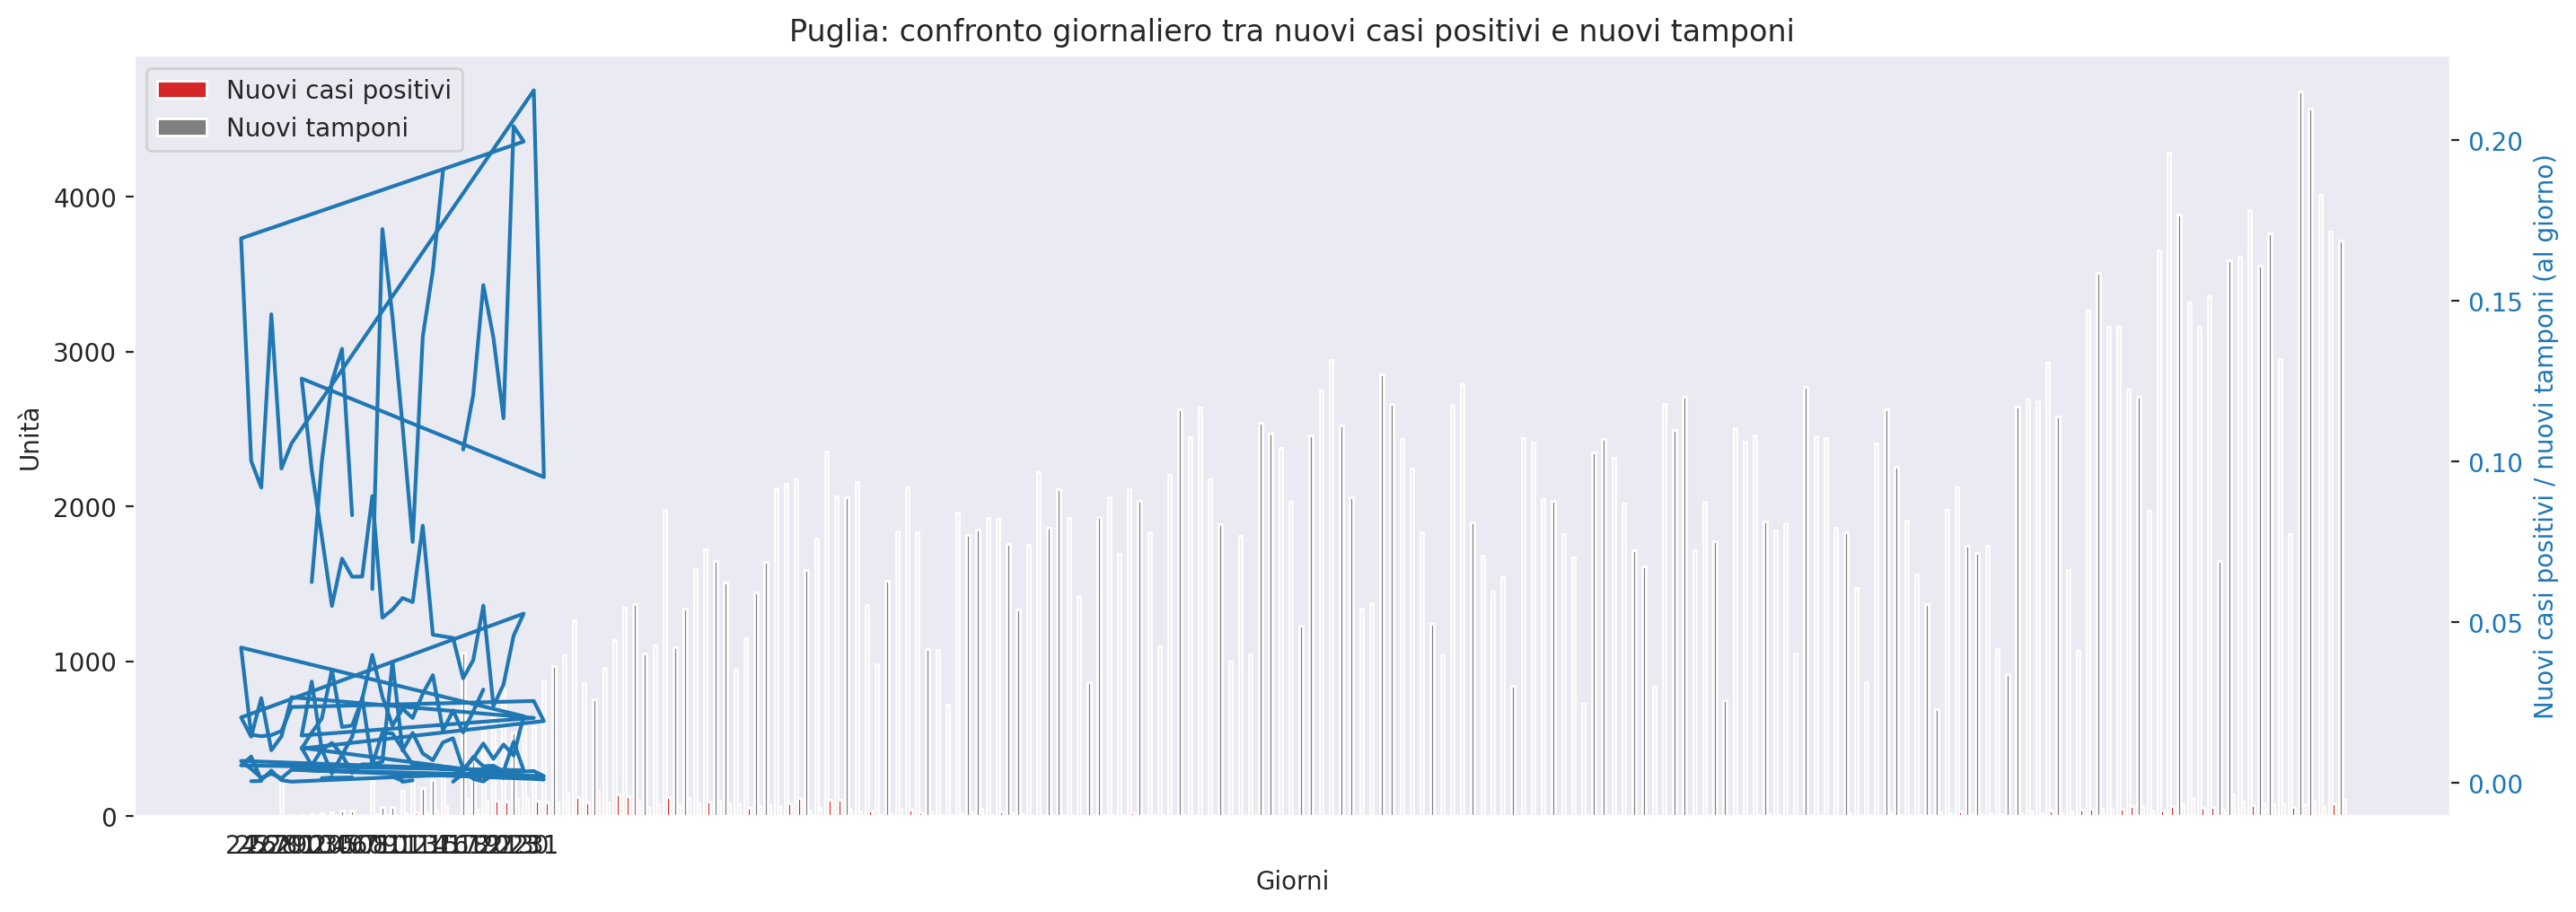 Puglia: confronto giornaliero tra nuovi casi positivi e nuovi tamponi
Nuovi casi positivi
Nuovi tamponi
4000
3000
2000
1000
0
Unità
0.20
0.15
0.10
0.05
0.00
Nuovi casi positivi / nuovi tamponi (al giorno)
Giorni